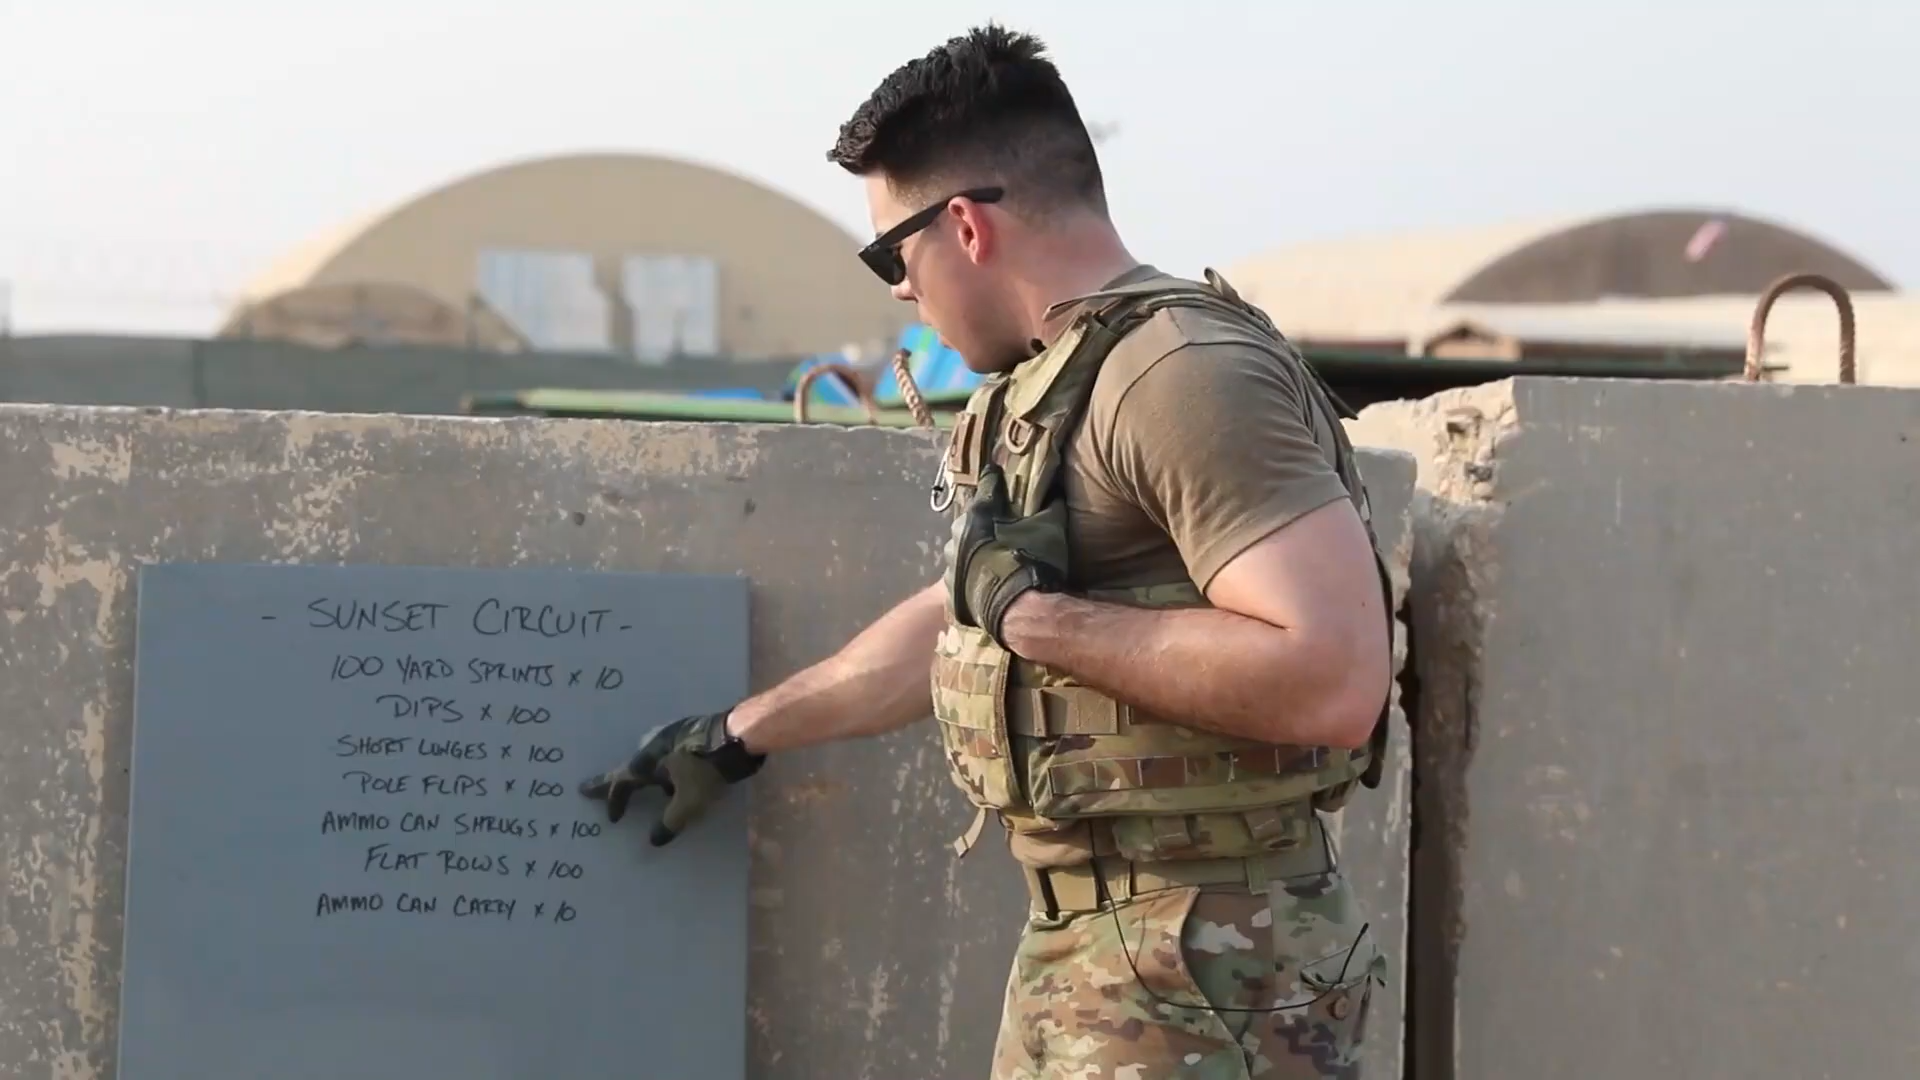 - SUNSET CIRCUIT -
100 YARD SPRINTS x 10
DIPS x 100
SHORT LUNGES x 100
POLE FLIPS x 100
AMMO CAN SHRUGS x 100
FLAT ROWS x 100
AMMO CAN CARRY x 10